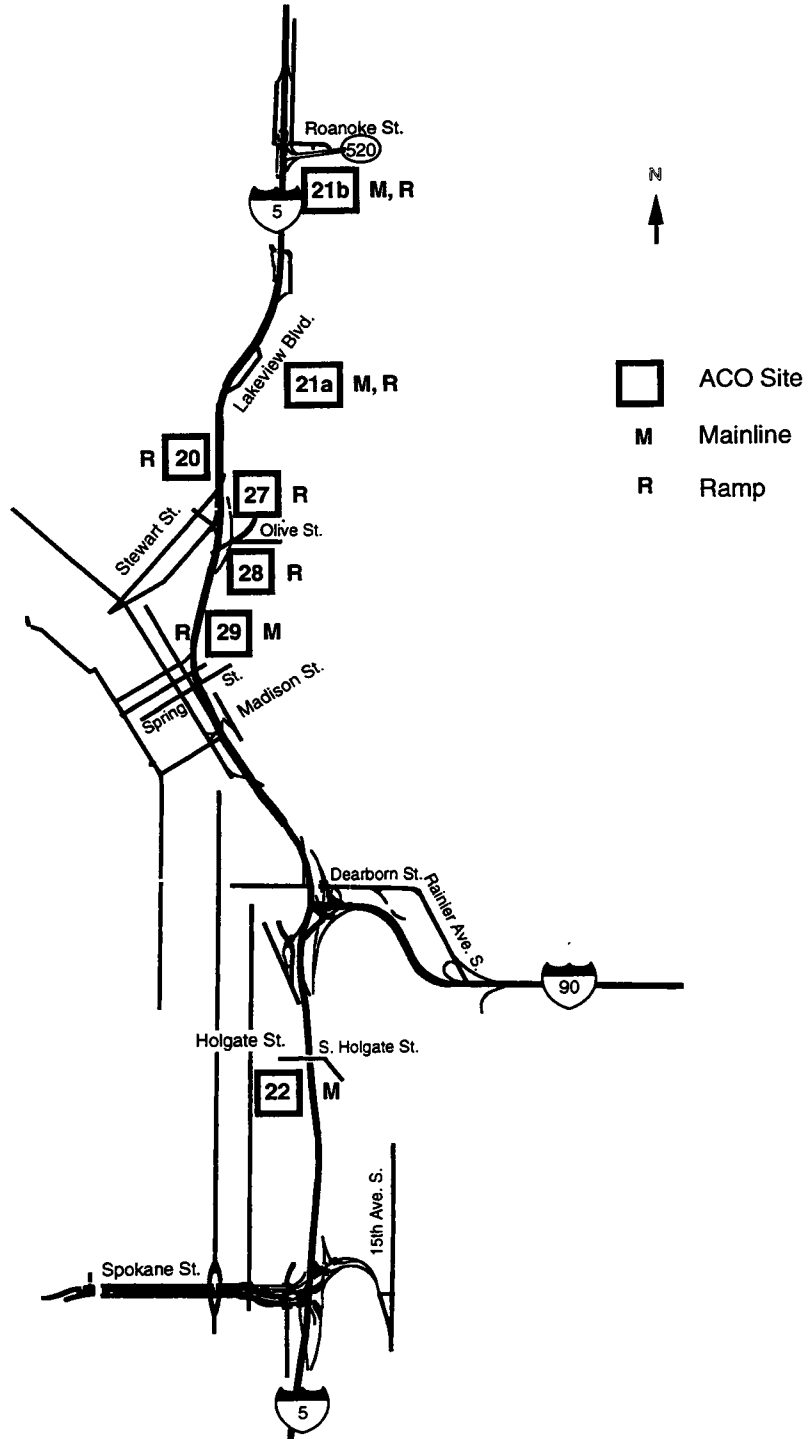 Roanoke St.
520
21b M, R
5
N
Lakeview Blvd.
21a M, R
ACO Site
M Mainline
R Ramp
R 20
27 R
Stewart St.
Olive St.
28 R
R 29 M
Spring St.
Madison St.
Dearborn St.
Rainier Ave. S.
90
Holgate St.
S. Holgate St.
22 M
15th Ave. S.
Spokane St.
5